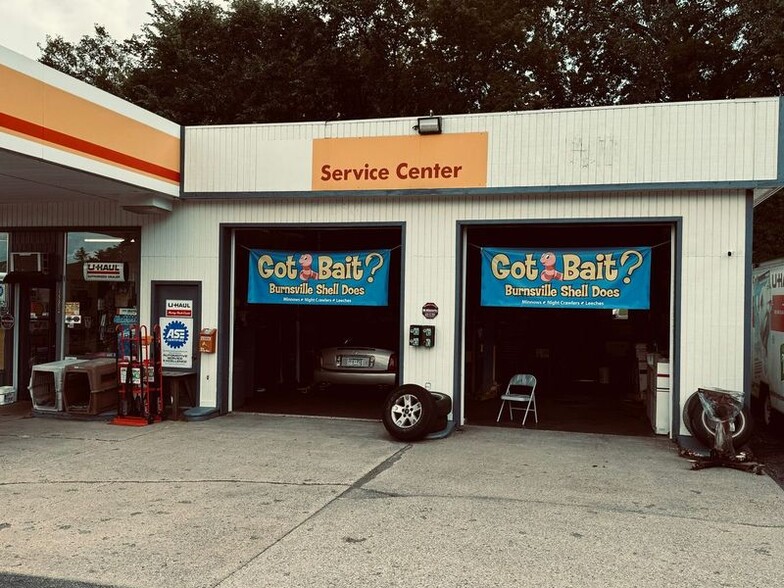 Service Center
Got Bait?
Burnsville Shell Does
Minnows Night Crawlers Leeches
Got Bait?
Burnsville Shell Does
Minnows Night Crawlers Leeches
U-HAUL
U-HAUL
ASE